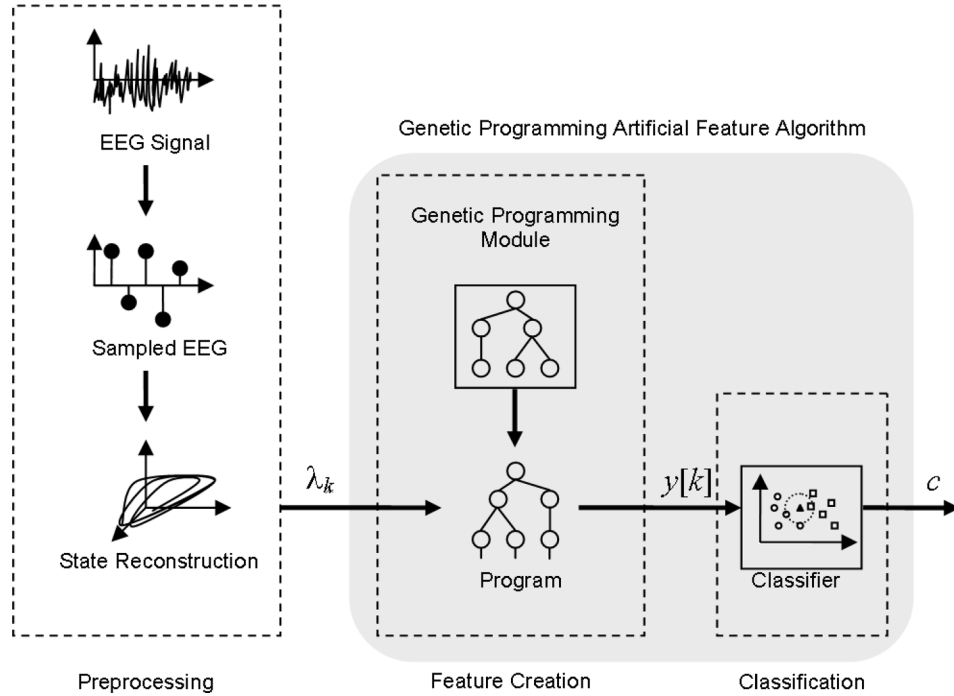 EEG Signal
Sampled EEG
State Reconstruction
Preprocessing
λk
Genetic Programming Artificial Feature Algorithm
Genetic Programming
Module
Program
Feature Creation
y[k]
Classifier
Classification
c